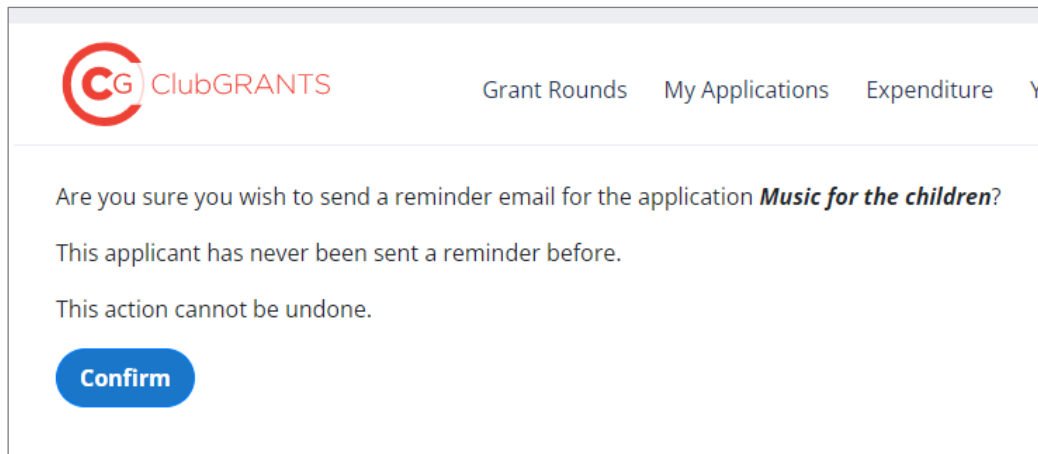 CG ClubGRANTS
Grant Rounds My Applications Expenditure Y
Are you sure you wish to send a reminder email for the application Music for the children?
This applicant has never been sent a reminder before.
This action cannot be undone.
Confirm